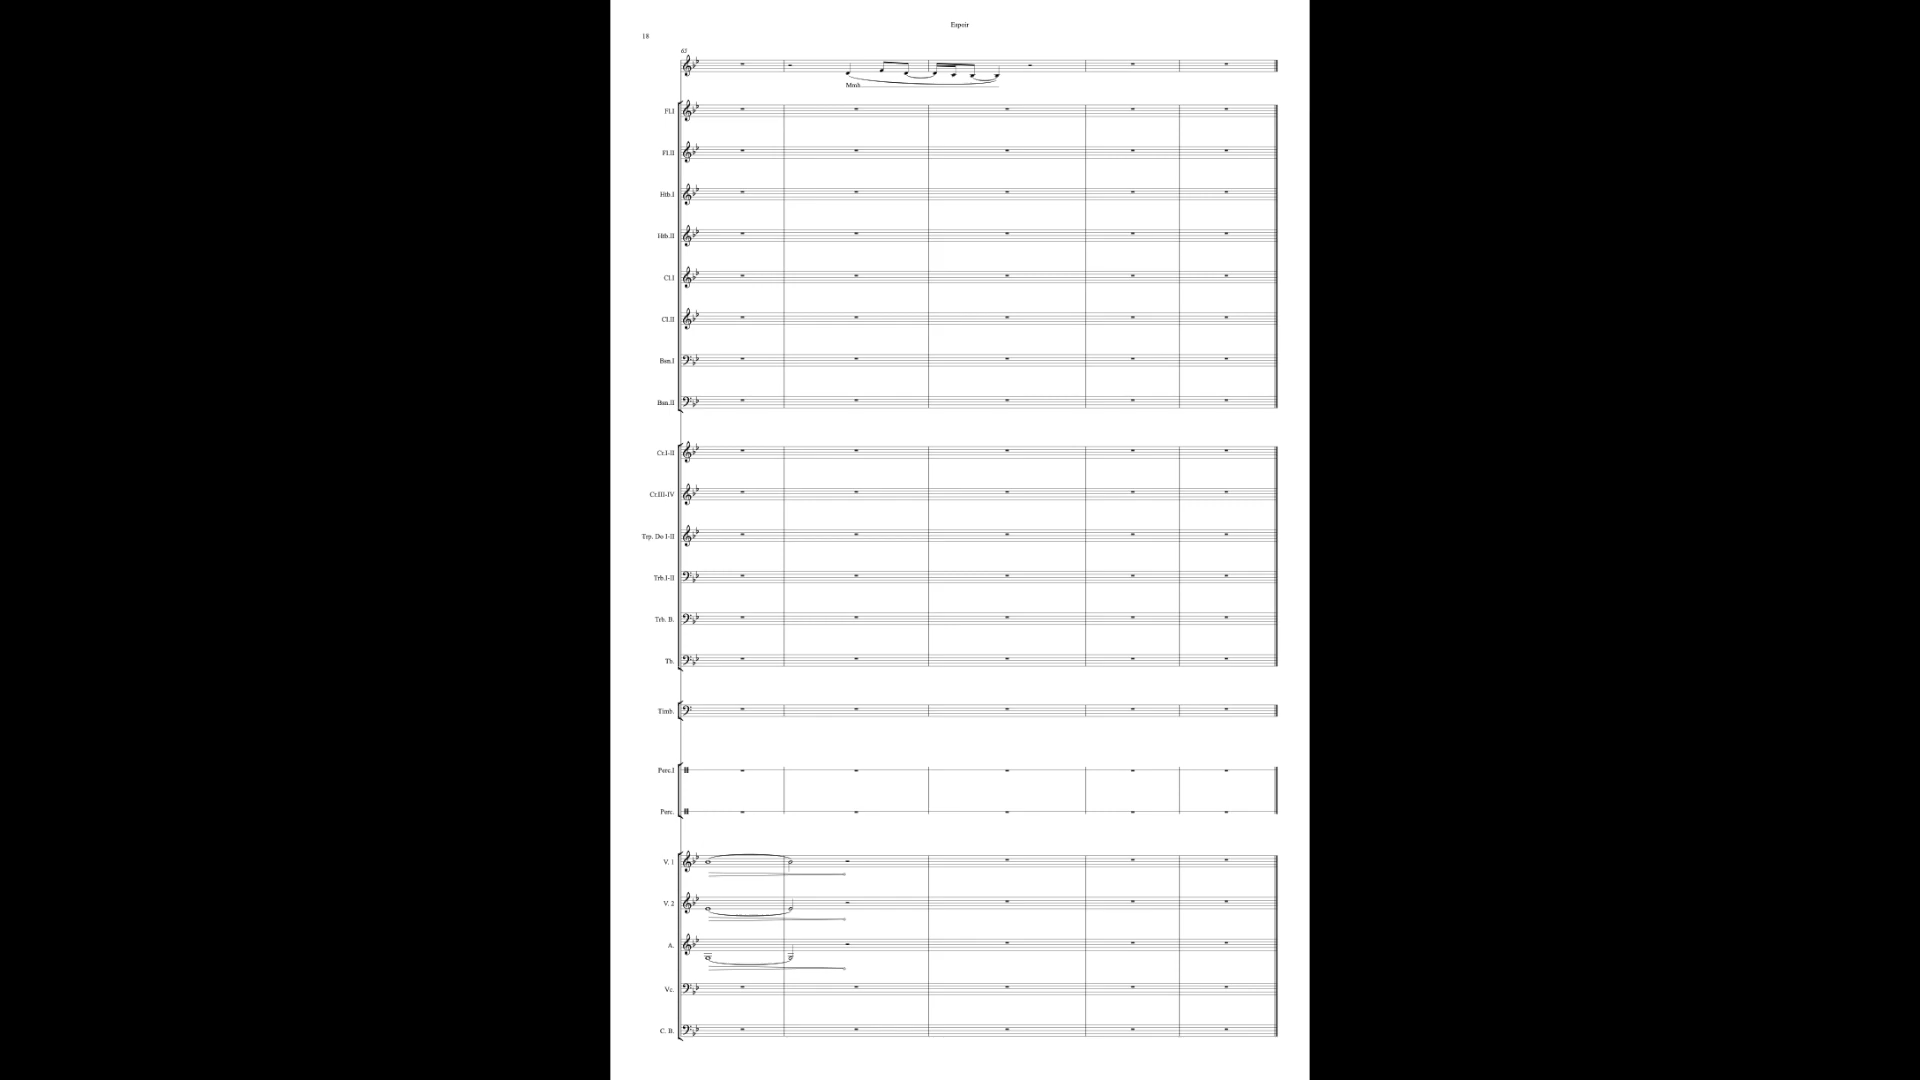 Espoir
18
63
Mmh
Fl.I
Fl.II
Htb.I
Htb.II
Cl.I
Cl.II
Bsn.I
Bsn.II
Cr.I-II
Cr.III-IV
Trp. Do I-II
Trb.I-II
Trb. B.
Tb.
Timb.
Perc.I
Perc.
V. 1
V. 2
A.
Vc.
C. B.